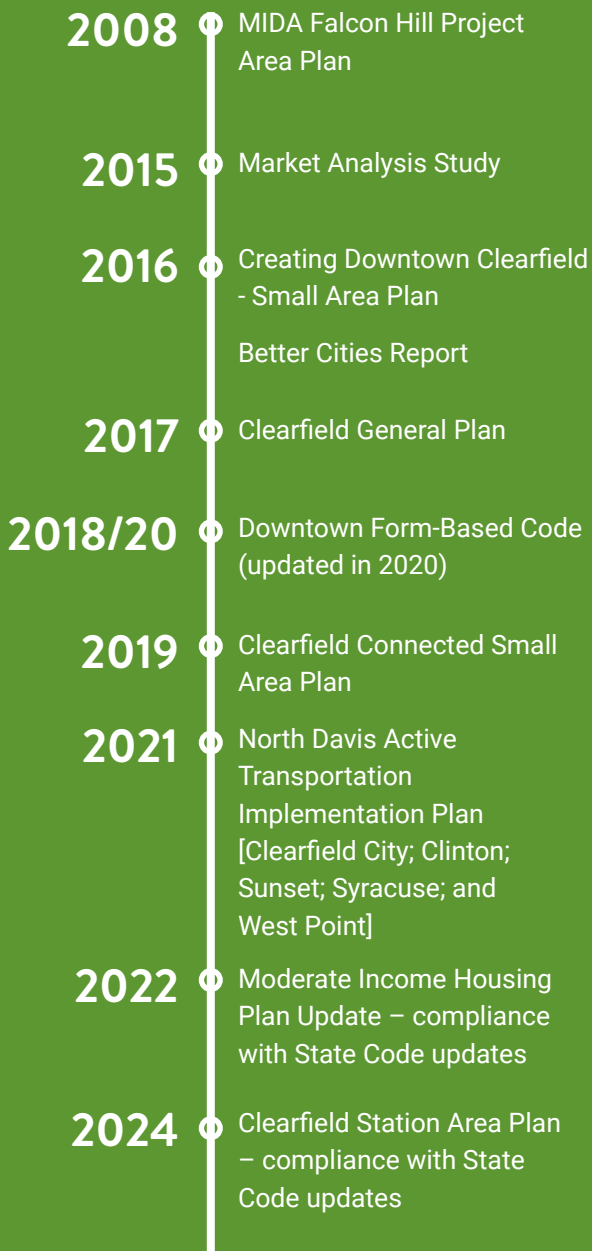 2008
MIDA Falcon Hill Project
Area Plan
2015
Market Analysis Study
2016
Creating Downtown Clearfield
- Small Area Plan
Better Cities Report
2017
Clearfield General Plan
2018/20
Downtown Form-Based Code
(updated in 2020)
2019
Clearfield Connected Small
Area Plan
2021
North Davis Active
Transportation
Implementation Plan
[Clearfield City; Clinton;
Sunset; Syracuse; and
West Point]
2022
Moderate Income Housing
Plan Update – compliance
with State Code updates
2024
Clearfield Station Area Plan
– compliance with State
Code updates